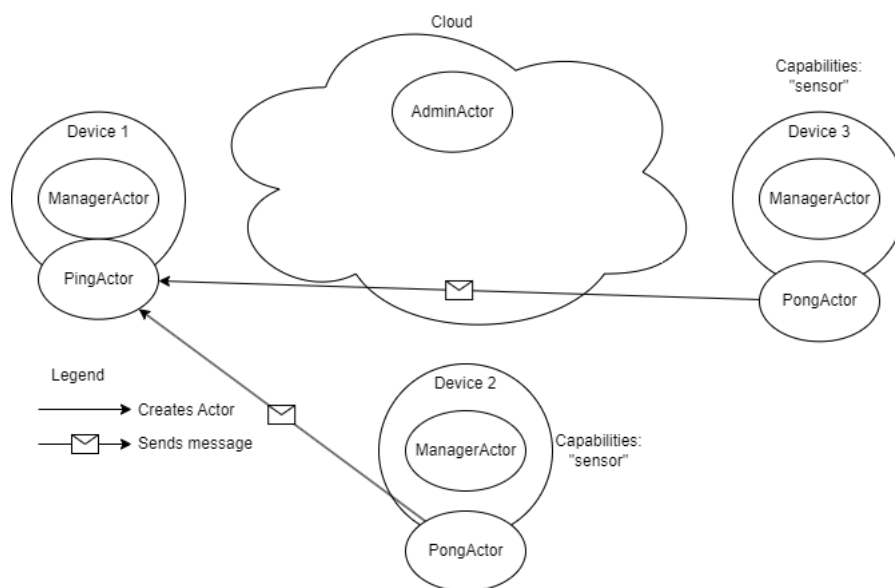 Cloud
AdminActor
Capabilities:
"sensor"
Device 1
ManagerActor
PingActor
Device 3
ManagerActor
PongActor
Legend
Creates Actor
Sends message
Device 2
ManagerActor
PongActor
Capabilities:
"sensor"